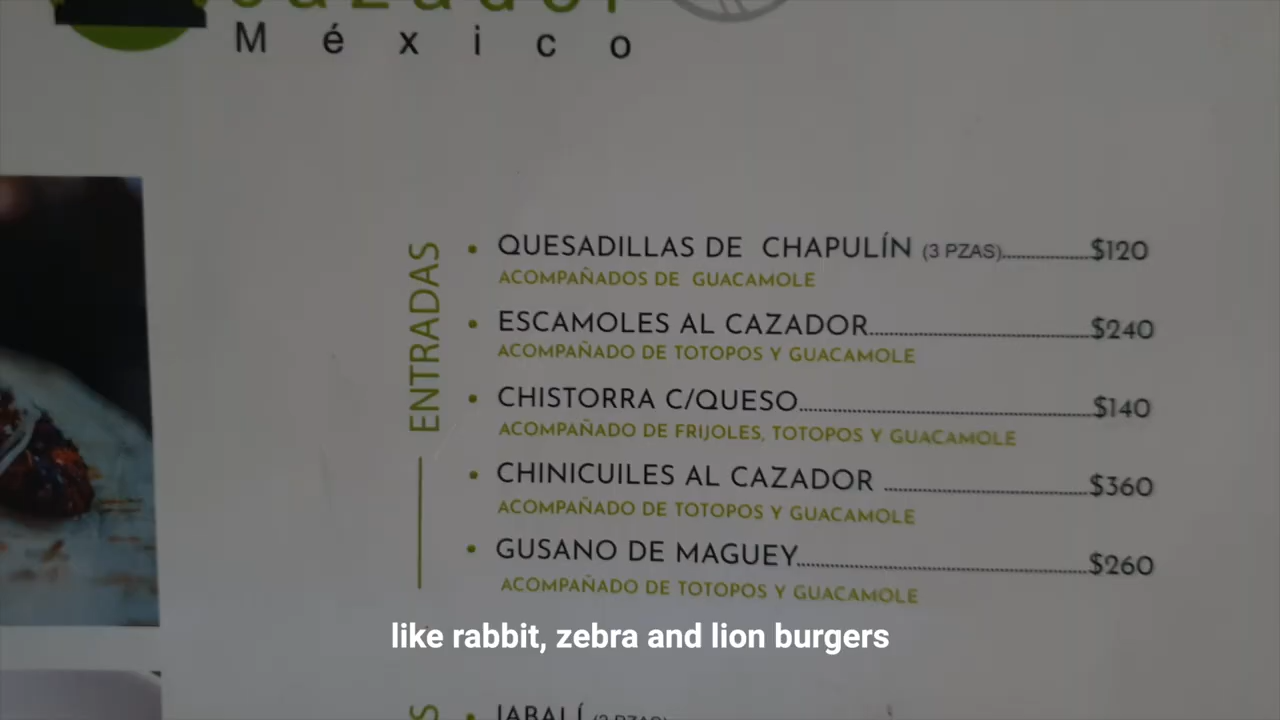 México
ENTRADAS
QUESADILLAS DE CHAPULÍN (3 PZAS)....................$120
ACOMPAÑADOS DE GUACAMOLE
ESCAMOLES AL CAZADOR....................$240
ACOMPAÑADO DE TOTOPOS Y GUACAMOLE
CHISTORRA C/QUESO....................$140
ACOMPAÑADO DE FRIJOLES, TOTOPOS Y GUACAMOLE
CHINICUILES AL CAZADOR ....................$360
ACOMPAÑADO DE TOTOPOS Y GUACAMOLE
GUSANO DE MAGUEY....................$260
ACOMPAÑADO DE TOTOPOS Y GUACAMOLE
like rabbit, zebra and lion burgers
JABALÍ (3 PZAS)